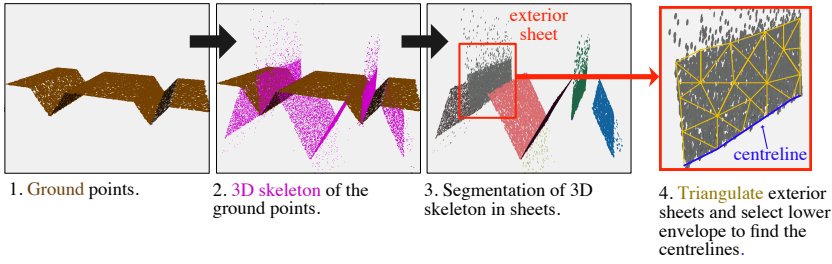 exterior
sheet
centreline
1. Ground points.
2. 3D skeleton of the
ground points.
3. Segmentation of 3D
skeleton in sheets.
4. Triangulate exterior
sheets and select lower
envelope to find the
centrelines.